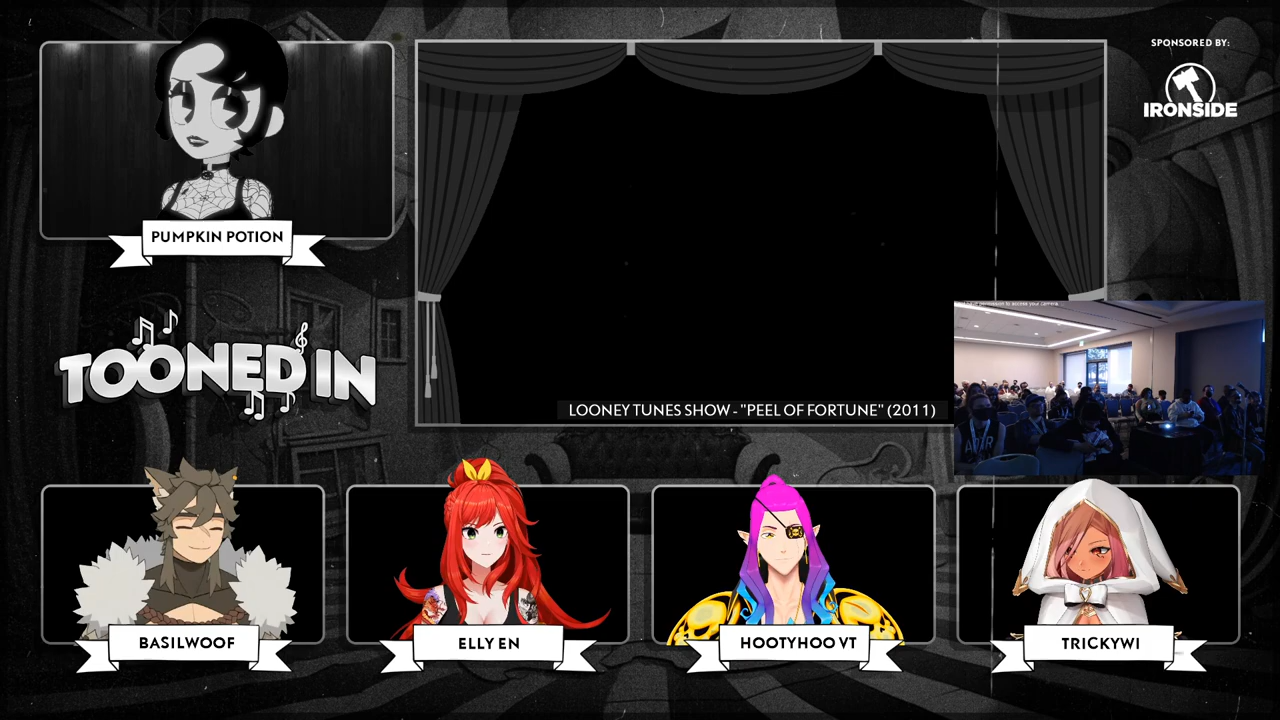 SPONSORED BY:
IRONSIDE
PUMPKIN POTION
TOONED IN
LOONEY TUNES SHOW - "PEEL OF FORTUNE" (2011)
BASILWOOF
ELLY EN
HOOTYHOO VT
TRICKYWI